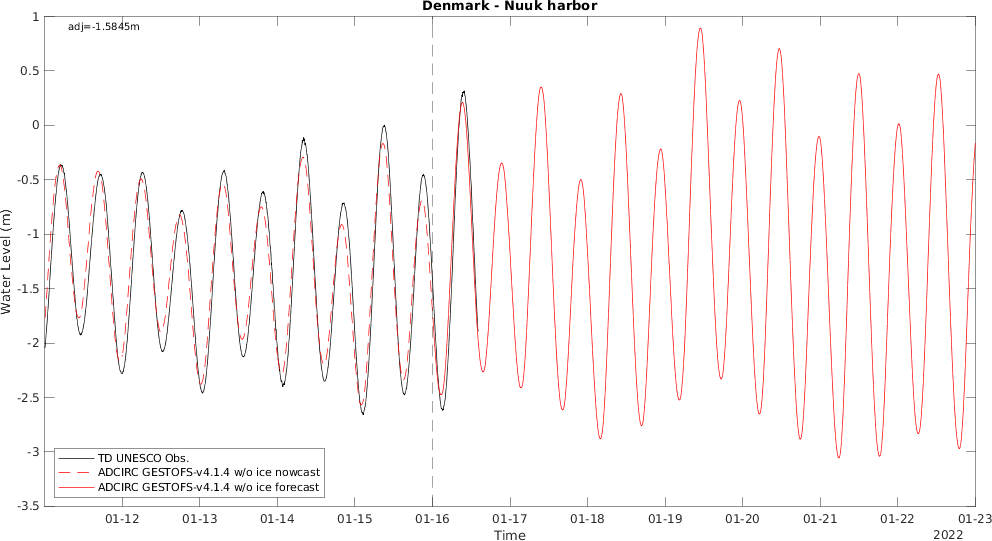 Denmark - Nuuk harbor
adj=-1.5845m
1
0.5
0
-0.5
-1
-1.5
-2
-2.5
-3
-3.5
Water Level (m)
TD UNESCO Obs.
ADCIRC GESTOFS-v4.1.4 w/o ice nowcast
ADCIRC GESTOFS-v4.1.4 w/o ice forecast
01-12 01-13 01-14 01-15 01-16 01-17 01-18 01-19 01-20 01-21 01-22 01-23
Time
2022